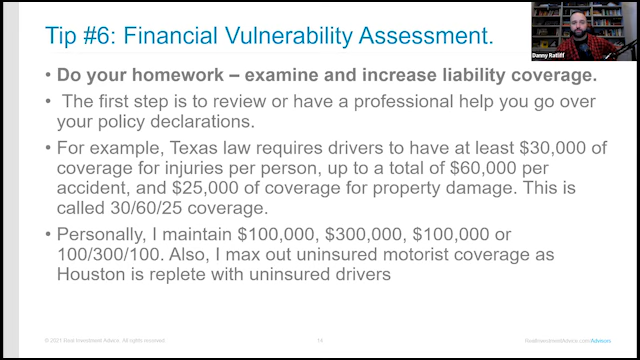 Tip #6: Financial Vulnerability Assessment.
Danny Ratliff
• Do your homework – examine and increase liability coverage.
• The first step is to review or have a professional help you go over
your policy declarations.
• For example, Texas law requires drivers to have at least $30,000 of
coverage for injuries per person, up to a total of $60,000 per
accident, and $25,000 of coverage for property damage. This is
called 30/60/25 coverage.
• Personally, I maintain $100,000, $300,000, $100,000 or
100/300/100. Also, I max out uninsured motorist coverage as
Houston is replete with uninsured drivers
© 2021 Real Investment Advice. All rights reserved.
14
RealInvestmentAdvice.com/Advisors